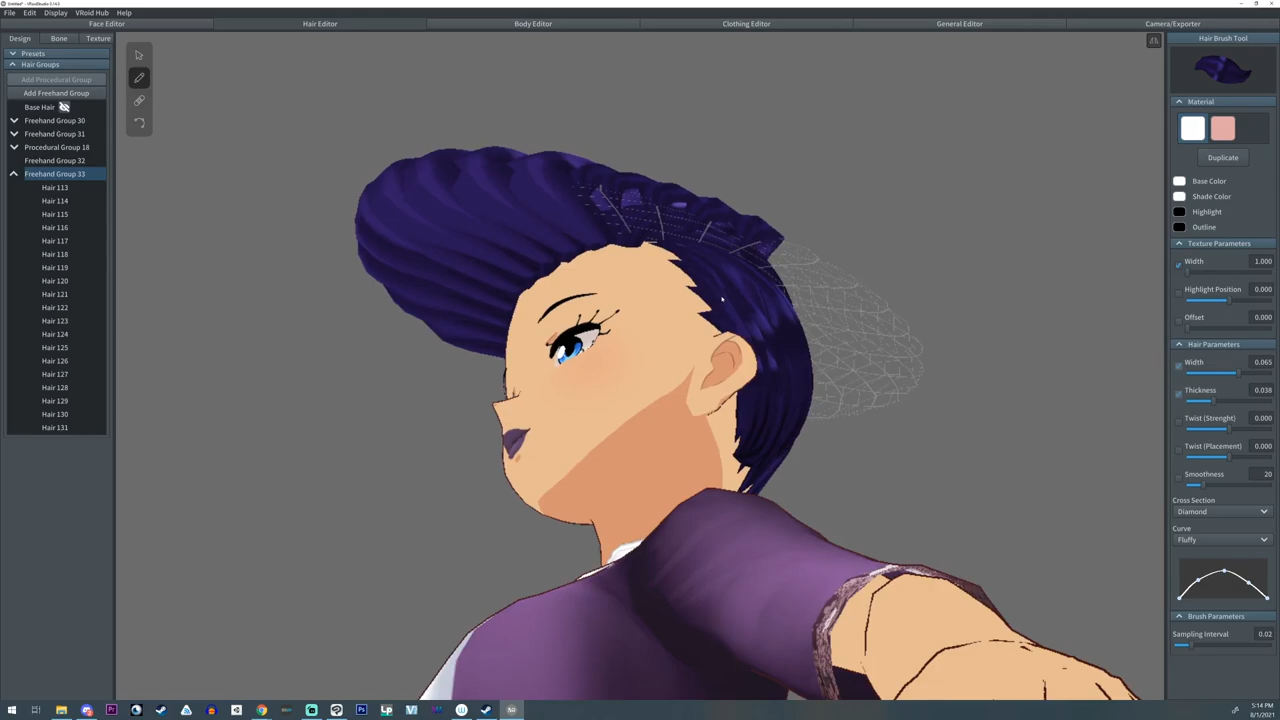 Untitled* - VRoidStudio 0.14.0
File Edit Display VRoid Hub Help
Face Editor Hair Editor Body Editor Clothing Editor General Editor Camera/Exporter
Design Bone Texture
Presets
Hair Groups
Add Procedural Group
Add Freehand Group
Base Hair
Freehand Group 30
Freehand Group 31
Procedural Group 18
Freehand Group 32
Freehand Group 33
Hair 113
Hair 114
Hair 115
Hair 116
Hair 117
Hair 118
Hair 119
Hair 120
Hair 121
Hair 122
Hair 123
Hair 124
Hair 125
Hair 126
Hair 127
Hair 128
Hair 129
Hair 130
Hair 131
Hair Brush Tool
Material
Duplicate
Base Color
Shade Color
Highlight
Outline
Texture Parameters
Width 1.000
Highlight Position 0.000
Offset 0.000
Hair Parameters
Width 0.065
Thickness 0.038
Twist (Strenght) 0.000
Twist (Placement) 0.000
Smoothness 20
Cross Section
Diamond
Curve
Fluffy
Brush Parameters
Sampling Interval 0.02
5:14 PM
8/1/2021